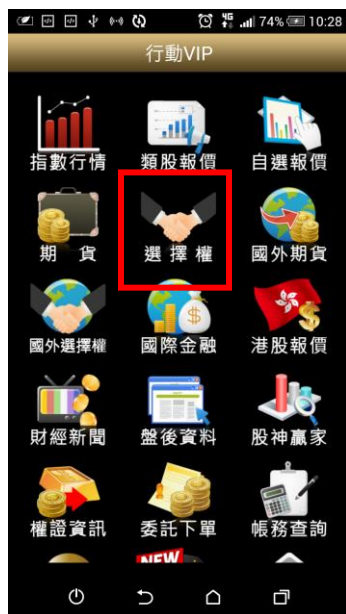 4G
74%
10:28
行動VIP
指數行情
類股報價
自選報價
期 貨
選擇權
國外期貨
國外選擇權
國際金融
港股報價
財經新聞
盤後資料
股神贏家
權證資訊
委託下單
帳務查詢
NEW